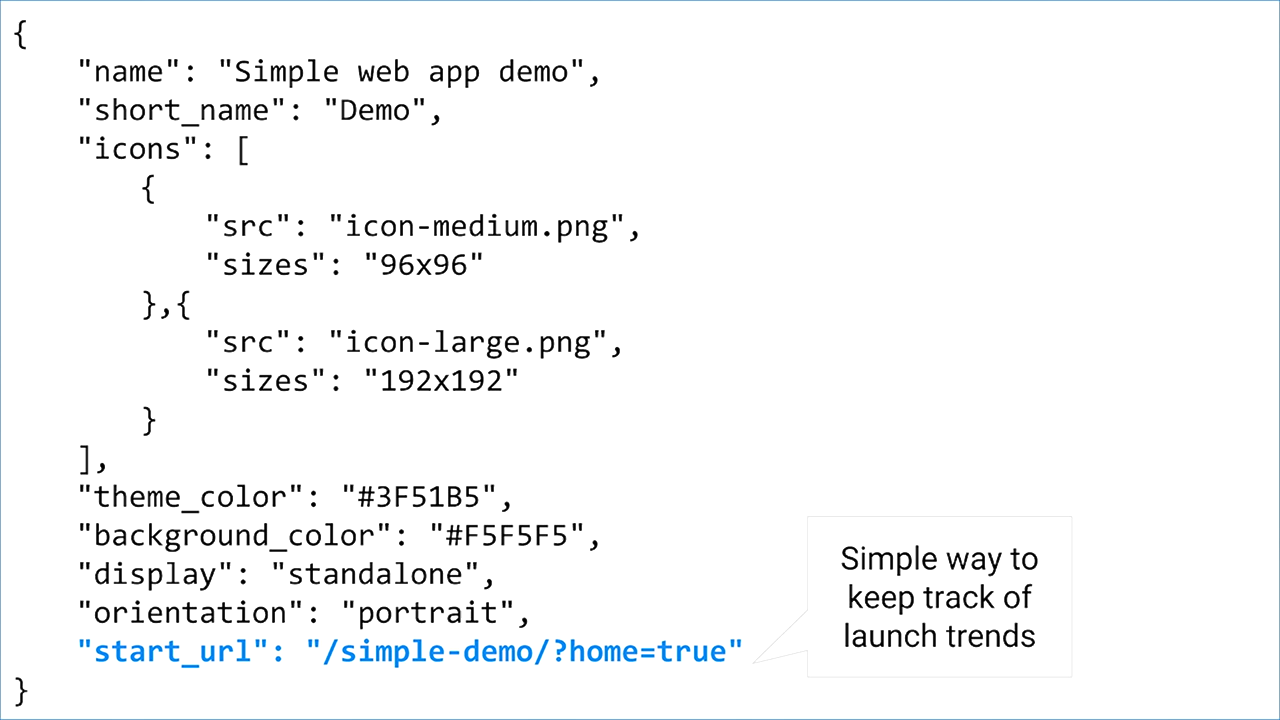 {
"name": "Simple web app demo",
"short_name": "Demo",
"icons": [
{
"src": "icon-medium.png",
"sizes": "96x96"
},{
"src": "icon-large.png",
"sizes": "192x192"
}
],
"theme_color": "#3F51B5",
"background_color": "#F5F5F5",
"display": "standalone",
"orientation": "portrait",
"start_url": "/simple-demo/?home=true"
}
Simple way to
keep track of
launch trends